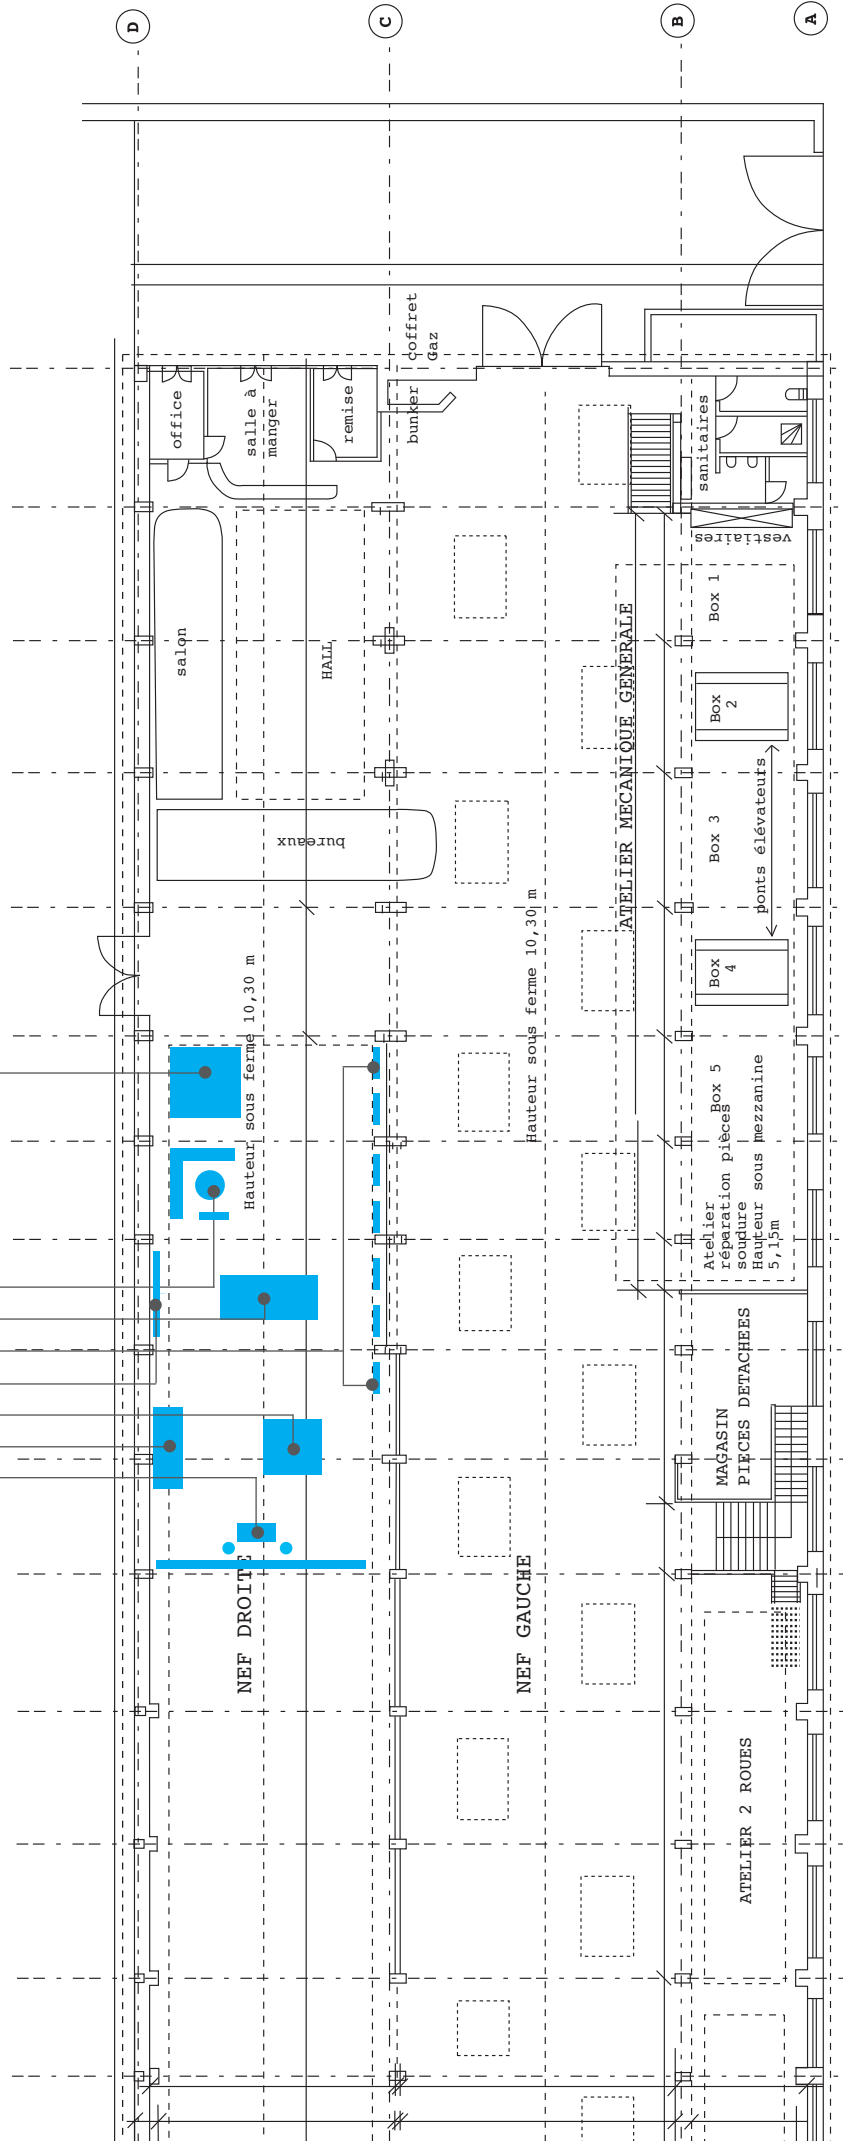 D
C
B
A
coffret
Gaz
office
salle à
manger
remise
bunker
sanitaires
vestiaires
salon
HALL
bureaux
Box 1
Box
2
Box 3
ponts élévateurs
Box
4
ATELIER MECANIQUE GENERALE
Hauteur sous ferme 10,30 m
Hauteur sous ferme 10,30 m
Box 5
Atelier
réparation pièces
soudure
Hauteur sous mezzanine
5,15m
MAGASIN
PIECES DETACHEES
NEF DROITE
NEF GAUCHE
ATELIER 2 ROUES